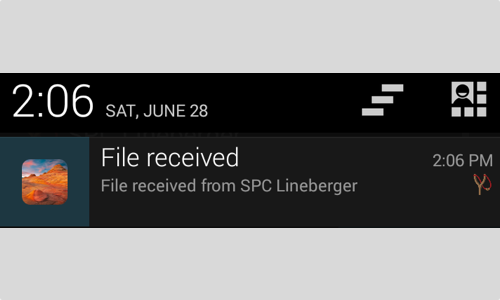 2:06 SAT, JUNE 28
File received 2:06 PM
File received from SPC Lineberger